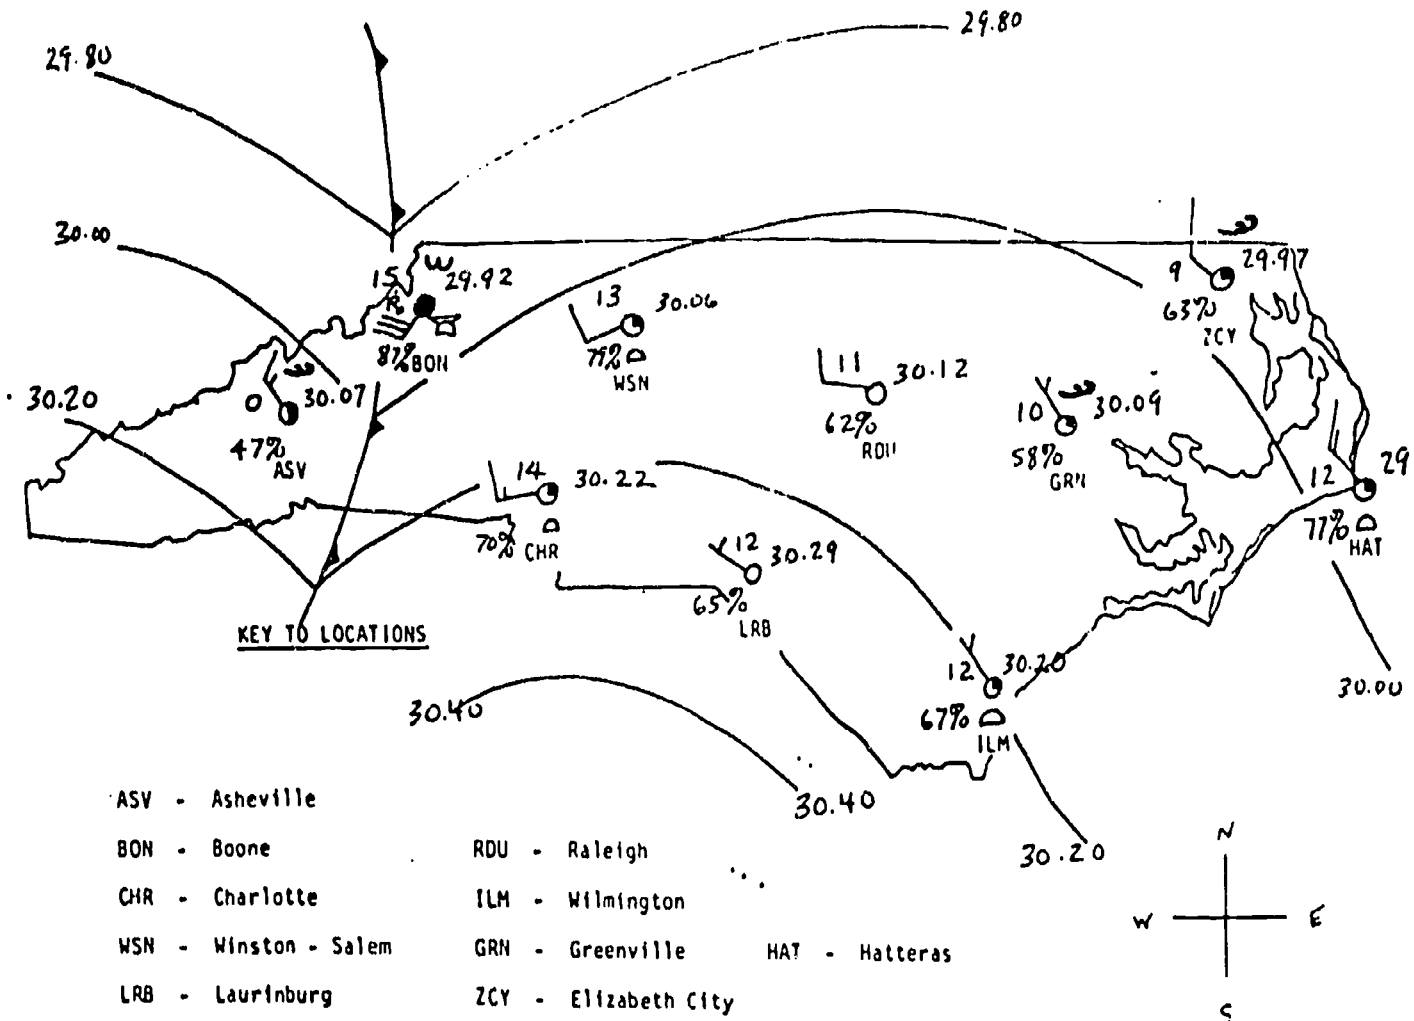 29.80
29.80
30.00
15
W
29.92
R
87%
BON
13
30.06
79%
WSN
9
29.97
63%
ZCY
30.20
0
30.07
47%
ASV
11
30.12
62%
RDU
10
30.09
58%
GRN
12
29
77%
HAT
14
30.22
70%
CHR
12
30.29
65%
LRB
KEY TO LOCATIONS
12
30.20
67%
ILM
30.00
30.40
30.40
30.20
ASV - Asheville
BON - Boone
RDU - Raleigh
CHR - Charlotte
ILM - Wilmington
WSN - Winston - Salem
GRN - Greenville
HAT - Hatteras
LRB - Laurinburg
ZCY - Elizabeth City
N
W
E
S